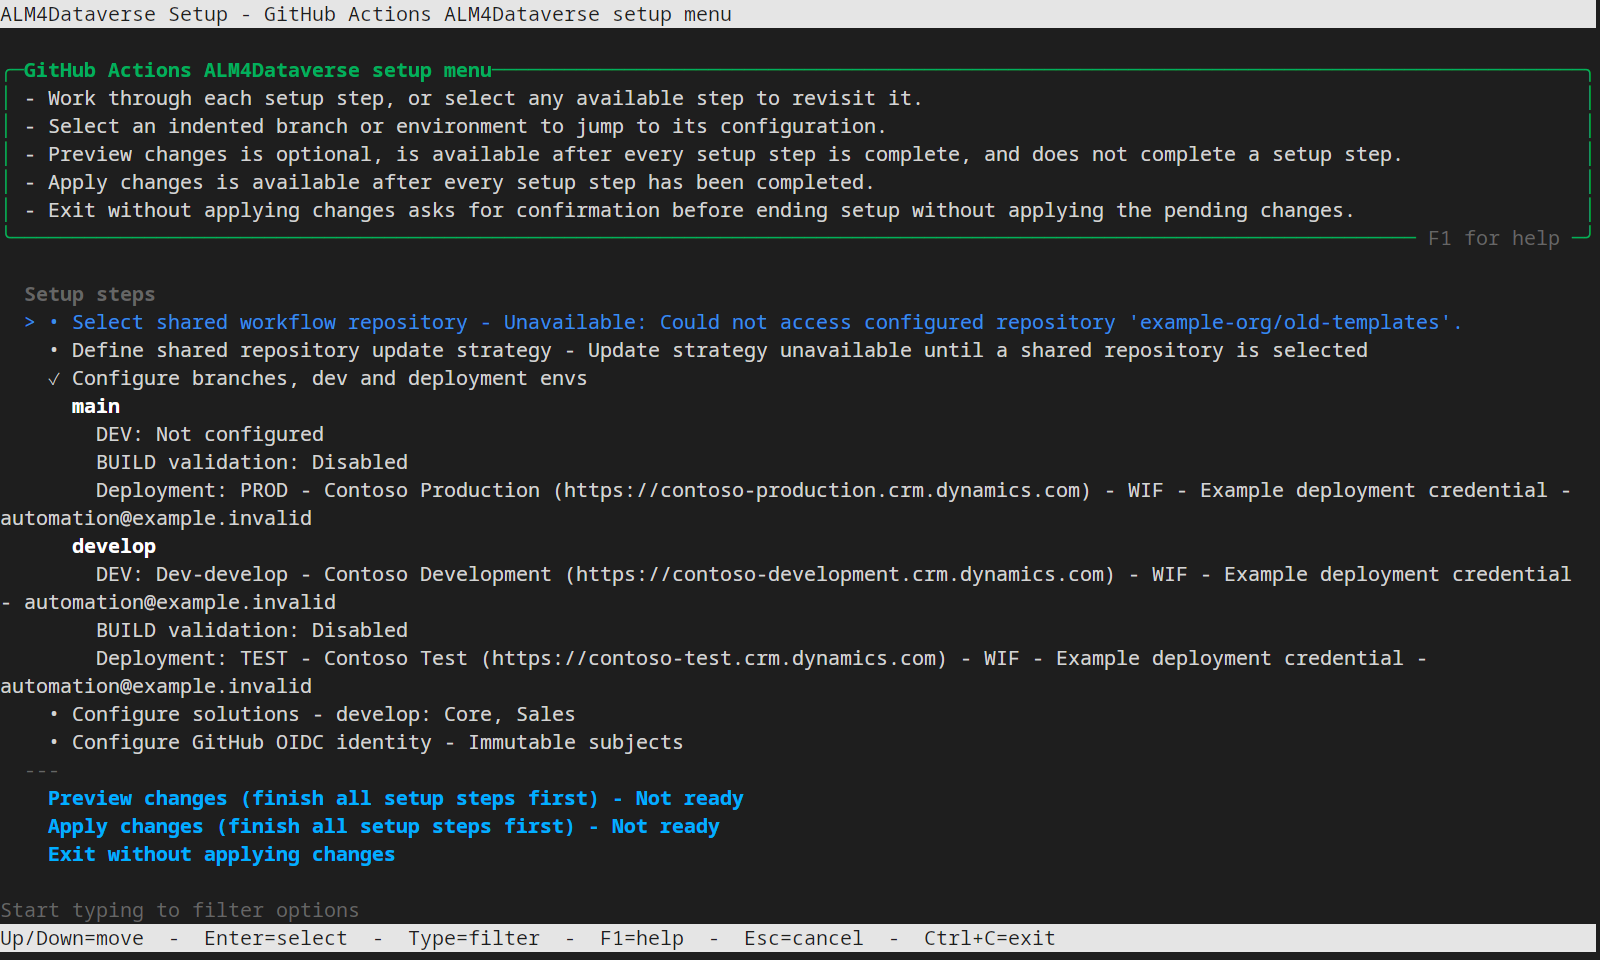 ALM4Dataverse Setup - GitHub Actions ALM4Dataverse setup menu
GitHub Actions ALM4Dataverse setup menu
- Work through each setup step, or select any available step to revisit it.
- Select an indented branch or environment to jump to its configuration.
- Preview changes is optional, is available after every setup step is complete, and does not complete a setup step.
- Apply changes is available after every setup step has been completed.
- Exit without applying changes asks for confirmation before ending setup without applying the pending changes.
F1 for help
Setup steps
> • Select shared workflow repository - Unavailable: Could not access configured repository 'example-org/old-templates'.
• Define shared repository update strategy - Update strategy unavailable until a shared repository is selected
✓ Configure branches, dev and deployment envs
main
DEV: Not configured
BUILD validation: Disabled
Deployment: PROD - Contoso Production (https://contoso-production.crm.dynamics.com) - WIF - Example deployment credential -
automation@example.invalid
develop
DEV: Dev-develop - Contoso Development (https://contoso-development.crm.dynamics.com) - WIF - Example deployment credential
- automation@example.invalid
BUILD validation: Disabled
Deployment: TEST - Contoso Test (https://contoso-test.crm.dynamics.com) - WIF - Example deployment credential -
automation@example.invalid
• Configure solutions - develop: Core, Sales
• Configure GitHub OIDC identity - Immutable subjects
---
Preview changes (finish all setup steps first) - Not ready
Apply changes (finish all setup steps first) - Not ready
Exit without applying changes
Start typing to filter options
Up/Down=move - Enter=select - Type=filter - F1=help - Esc=cancel - Ctrl+C=exit